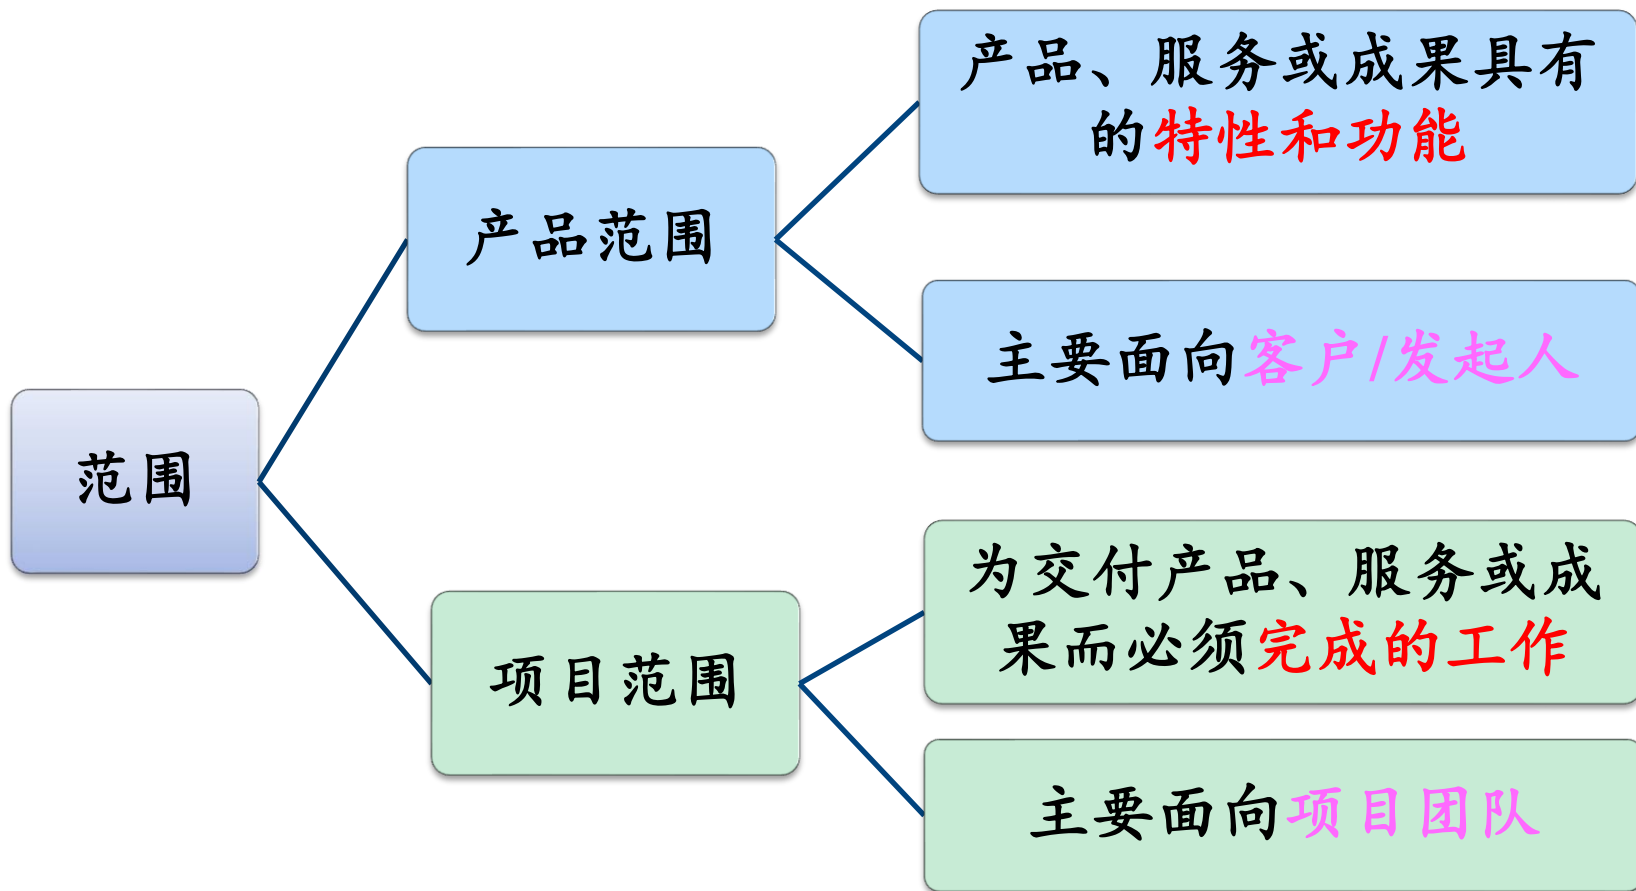 产品、服务或成果具有
的特性和功能
产品范围
主要面向客户/发起人
范围
为交付产品、服务或成
果而必须完成的工作
项目范围
主要面向项目团队